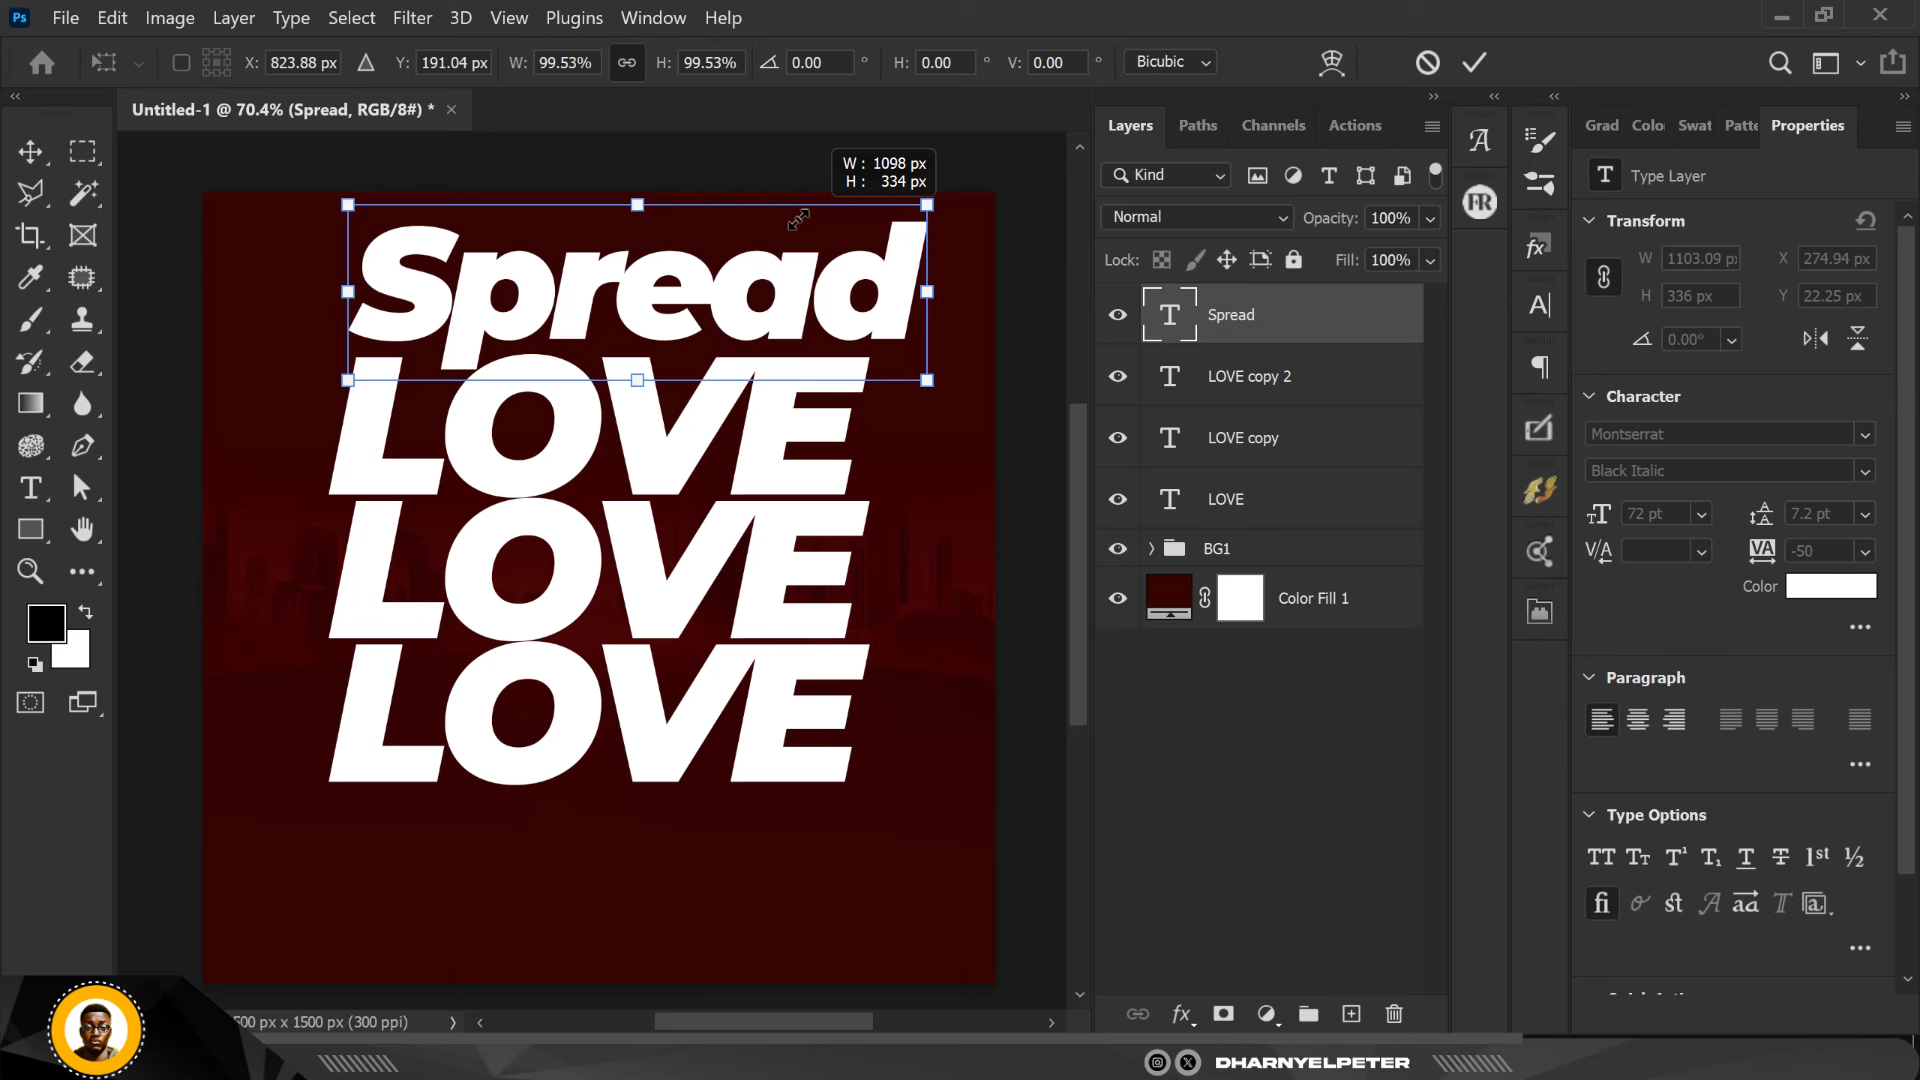 Ps File Edit Image Layer Type Select Filter 3D View Plugins Window Help
X: 823.88 px Y: 191.04 px W: 99.53% H: 99.53% 0.00 ° H: 0.00 ° V: 0.00 ° Bicubic
Untitled-1 @ 70.4% (Spread, RGB/8#) *
W : 1098 px
H : 334 px
Spread
LOVE
LOVE
LOVE
500 px x 1500 px (300 ppi)
Layers Paths Channels Actions
Kind
Normal Opacity: 100%
Lock: Fill: 100%
Spread
LOVE copy 2
LOVE copy
LOVE
BG1
Color Fill 1
fx
FR
Grad Colo Swat Patte Properties
Type Layer
Transform
W 1103.09 p X 274.94 px
H 336 px Y 22.25 px
0.00°
Character
Montserrat
Black Italic
72 pt 7.2 pt
V/A VA -50
Color
Paragraph
Type Options
TT Tt T¹ T₁ T T 1st ½
fi st A aa T a
DHARNYELPETER